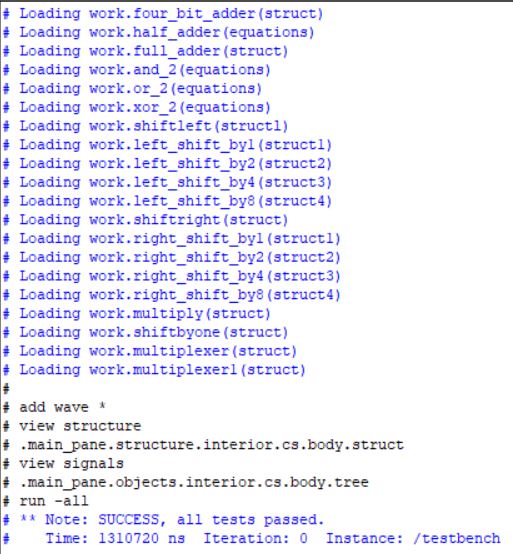 # Loading work.four_bit_adder(struct)
# Loading work.half_adder(equations)
# Loading work.full_adder(struct)
# Loading work.and_2(equations)
# Loading work.or_2(equations)
# Loading work.xor_2(equations)
# Loading work.shiftleft(struct1)
# Loading work.left_shift_by1(struct1)
# Loading work.left_shift_by2(struct2)
# Loading work.left_shift_by4(struct3)
# Loading work.left_shift_by8(struct4)
# Loading work.shiftright(struct)
# Loading work.right_shift_by1(struct1)
# Loading work.right_shift_by2(struct2)
# Loading work.right_shift_by4(struct3)
# Loading work.right_shift_by8(struct4)
# Loading work.multiply(struct)
# Loading work.shiftbyone(struct)
# Loading work.multiplexer(struct)
# Loading work.multiplexer1(struct)
#
# add wave *
# view structure
# .main_pane.structure.interior.cs.body.struct
# view signals
# .main_pane.objects.interior.cs.body.tree
# run -all
# ** Note: SUCCESS, all tests passed.
#    Time: 1310720 ns  Iteration: 0  Instance: /testbench